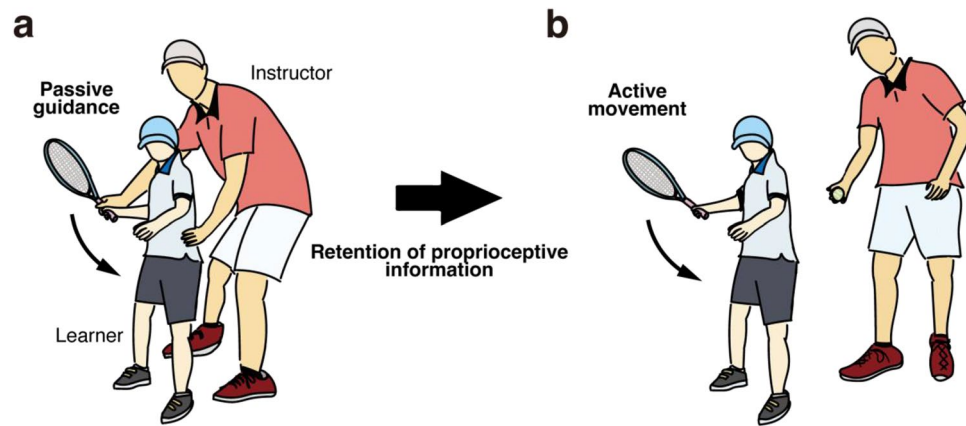 a
Instructor
Passive
guidance
Learner
Retention of proprioceptive
information
b
Active
movement